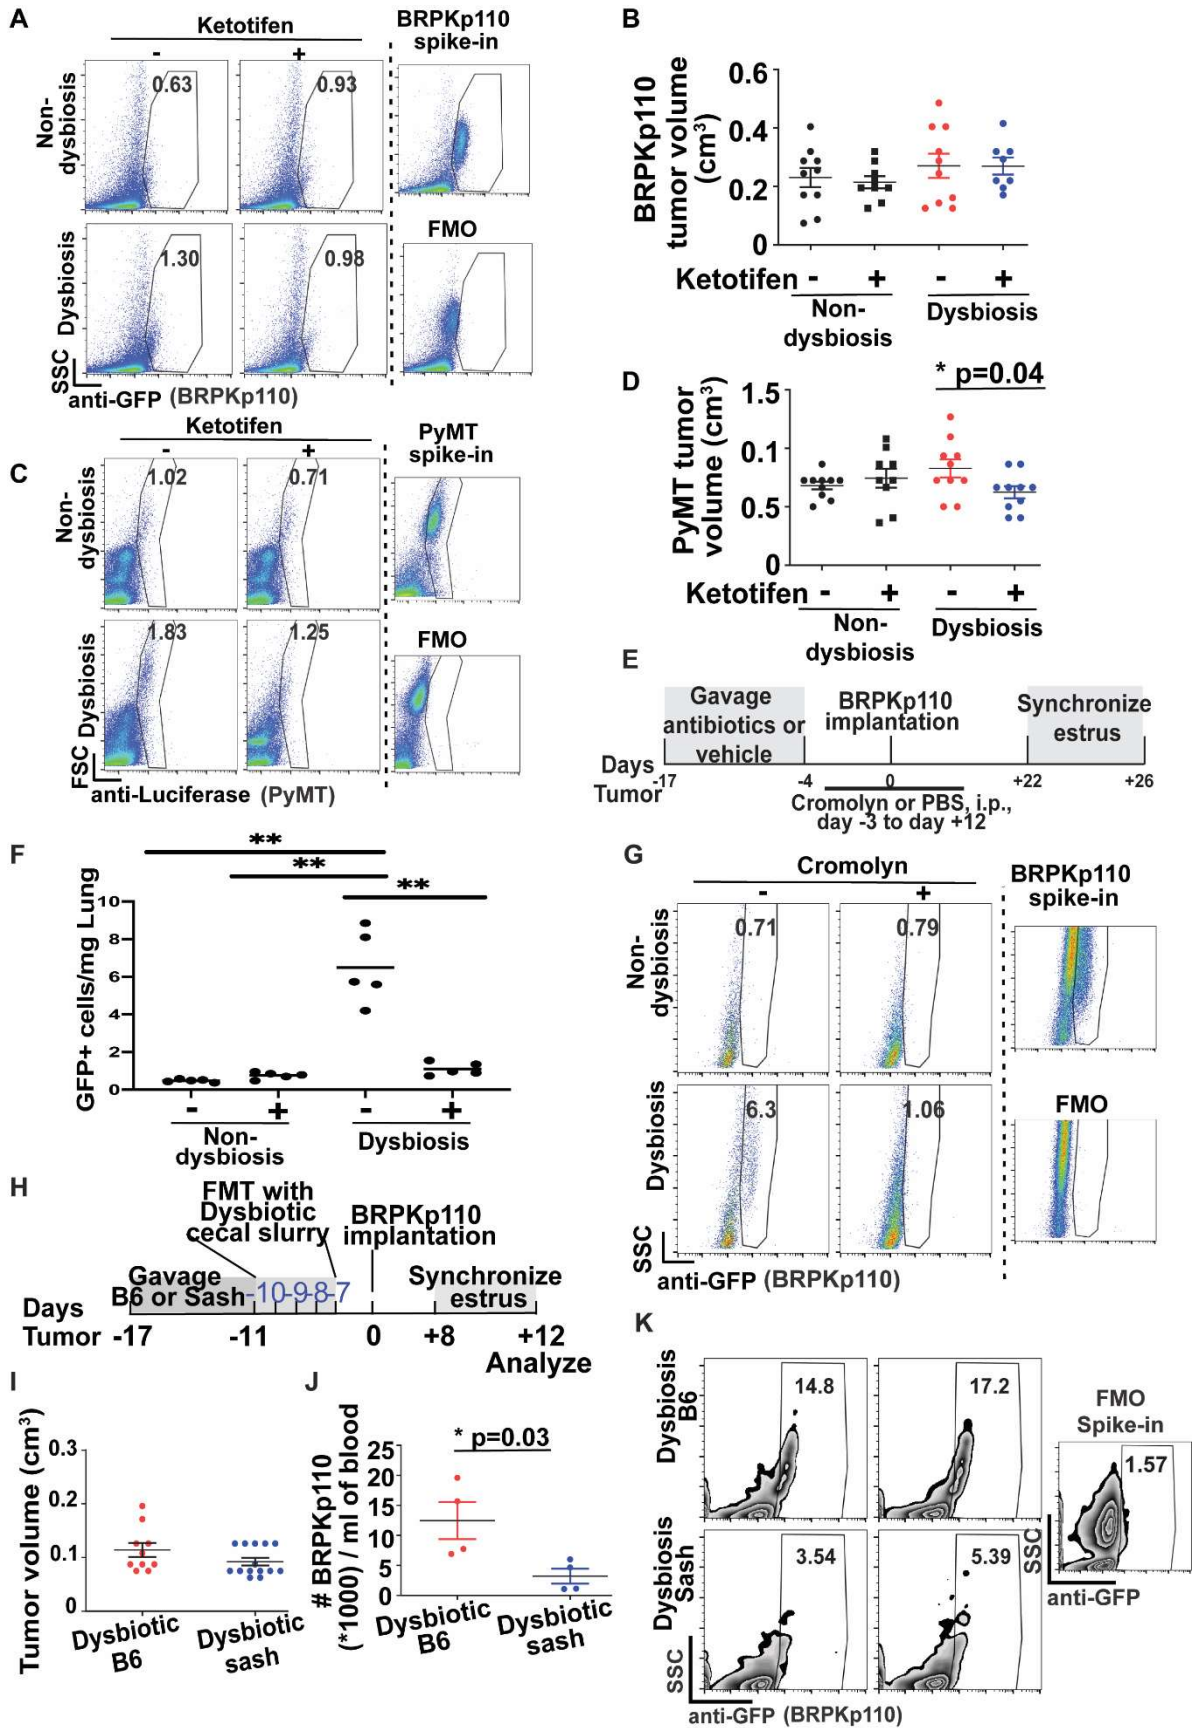 A
Ketotifen
- +
BRPKp110
spike-in
Non-
dysbiosis
0.63
0.93
Dysbiosis
1.30
0.98
FMO
SSC
anti-GFP (BRPKp110)
B
BRPKp110
tumor volume
(cm³)
0.6
0.4
0.2
0
Ketotifen - + - +
Non-
dysbiosis
Dysbiosis
C
Ketotifen
- +
PyMT
spike-in
Non-
dysbiosis
1.02
0.71
Dysbiosis
1.83
1.25
FMO
FSC
anti-Luciferase (PyMT)
D
* p=0.04
PyMT tumor
volume (cm³)
1.5
1.0
0.5
0
Ketotifen - + - +
Non-
dysbiosis
Dysbiosis
E
Gavage
antibiotics or
vehicle
BRPKp110
implantation
Synchronize
estrus
Days
Tumor
-17 -4 0 +22 +26
Cromolyn or PBS, i.p.,
day -3 to day +12
F
**
**
**
GFP+ cells/mg Lung
10
8
6
4
2
0
- + - +
Non-
dysbiosis
Dysbiosis
G
Cromolyn
- +
BRPKp110
spike-in
Non-
dysbiosis
0.71
0.79
Dysbiosis
6.3
1.06
FMO
SSC
anti-GFP (BRPKp110)
H
FMT with
Dysbiotic
cecal slurry
BRPKp110
implantation
Gavage
B6 or Sash
-10-9-8-7
Synchronize
estrus
Days
Tumor -17 -11 0 +8 +12
Analyze
I
Tumor volume (cm³)
0.3
0.2
0.1
0
Dysbiotic
B6
Dysbiotic
sash
J
* p=0.03
# BRPKp110
(*1000) / ml of blood
25
20
15
10
5
0
Dysbiotic
B6
Dysbiotic
sash
K
Dysbiosis
B6
14.8
17.2
FMO
Spike-in
1.57
SSC
anti-GFP
Dysbiosis
Sash
3.54
5.39
SSC
anti-GFP (BRPKp110)